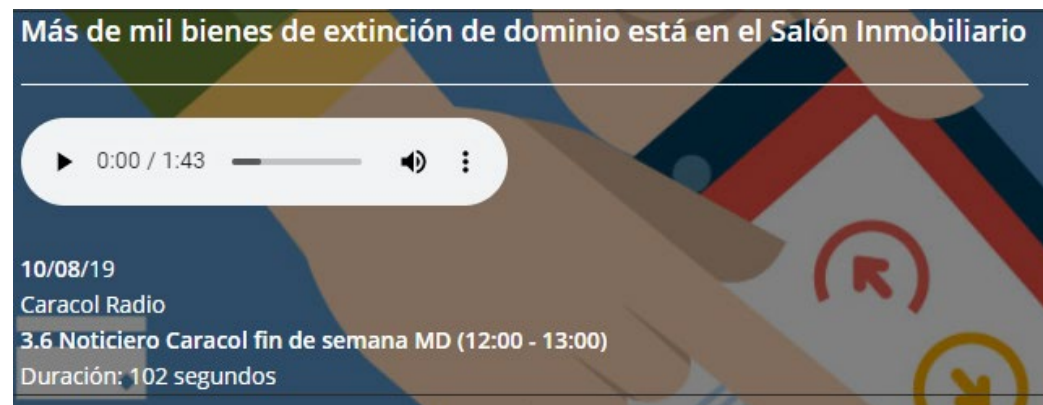 Más de mil bienes de extinción de dominio está en el Salón Inmobiliario
0:00 / 1:43
10/08/19
Caracol Radio
3.6 Noticiero Caracol fin de semana MD (12:00 - 13:00)
Duración: 102 segundos